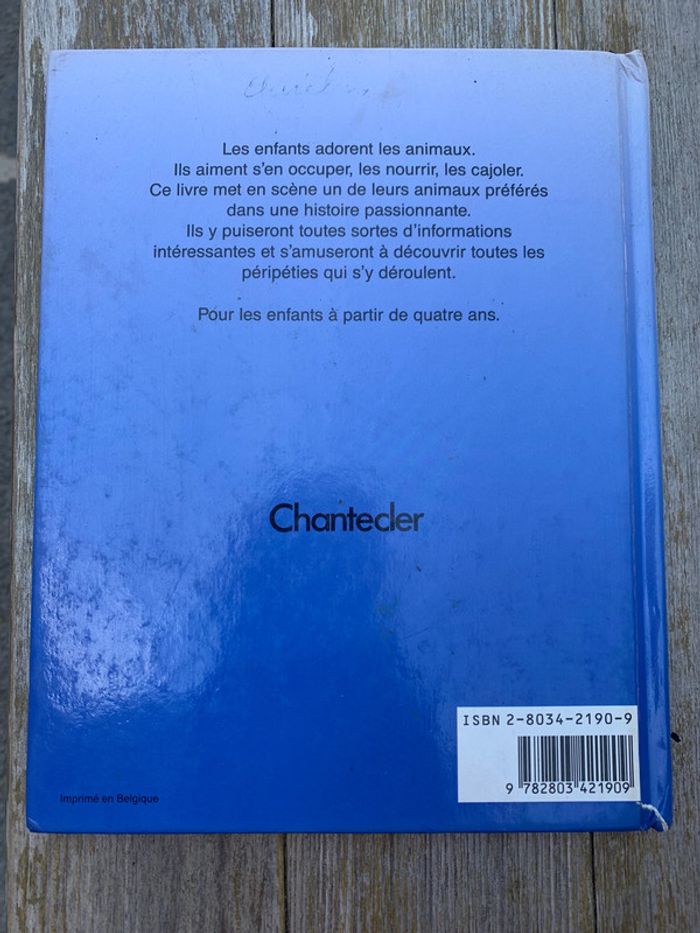 Les enfants adorent les animaux.
Ils aiment s'en occuper, les nourrir, les cajoler.
Ce livre met en scène un de leurs animaux préférés
dans une histoire passionnante.
Ils y puiseront toutes sortes d'informations
intéressantes et s'amuseront à découvrir toutes les
péripéties qui s'y déroulent.
Pour les enfants à partir de quatre ans.
Chantecler
ISBN 2-8034-2190-9
9 782803 421909
Imprimé en Belgique